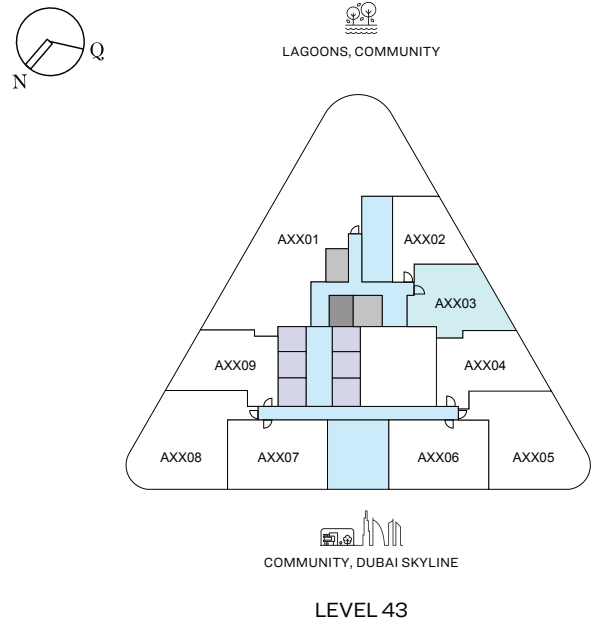 Q
N
LAGOONS, COMMUNITY
AXX01
AXX02
AXX03
AXX09
AXX04
AXX08
AXX07
AXX06
AXX05
COMMUNITY, DUBAI SKYLINE
LEVEL 43